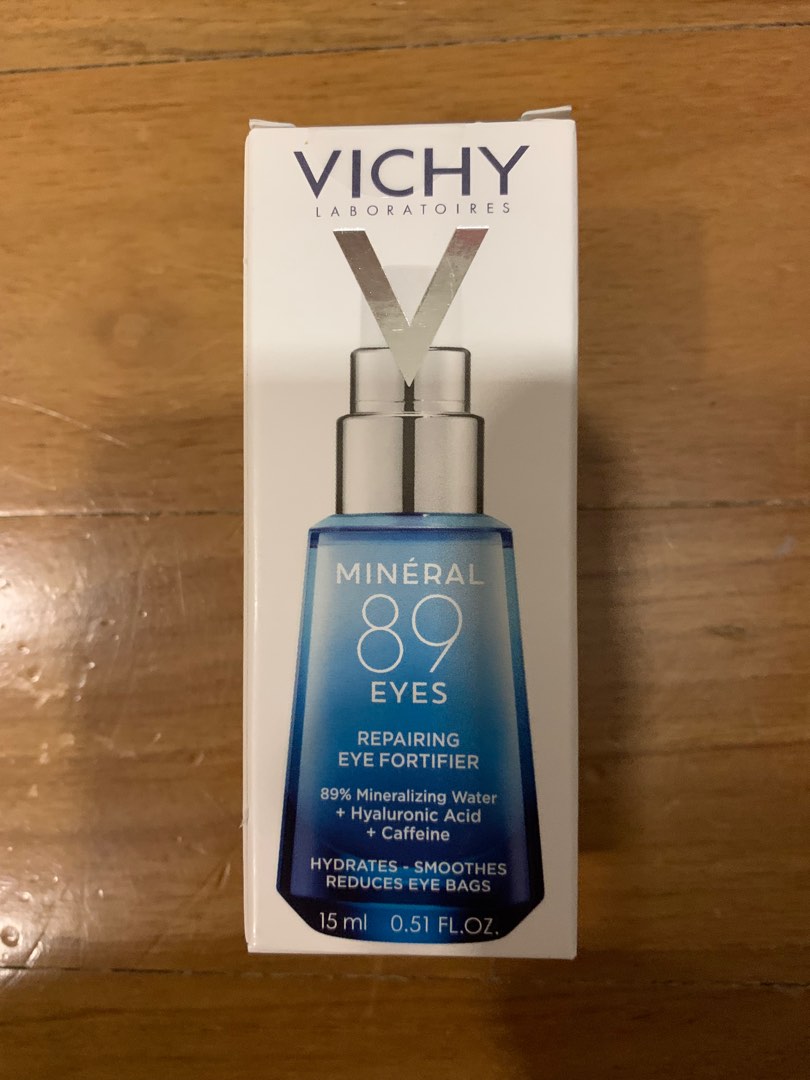 VICHY
LABORATOIRES
V
MINÉRAL
89
EYES
REPAIRING
EYE FORTIFIER
89% Mineralizing Water
+ Hyaluronic Acid
+ Caffeine
HYDRATES - SMOOTHES
REDUCES EYE BAGS
15 ml 0.51 FL.OZ.